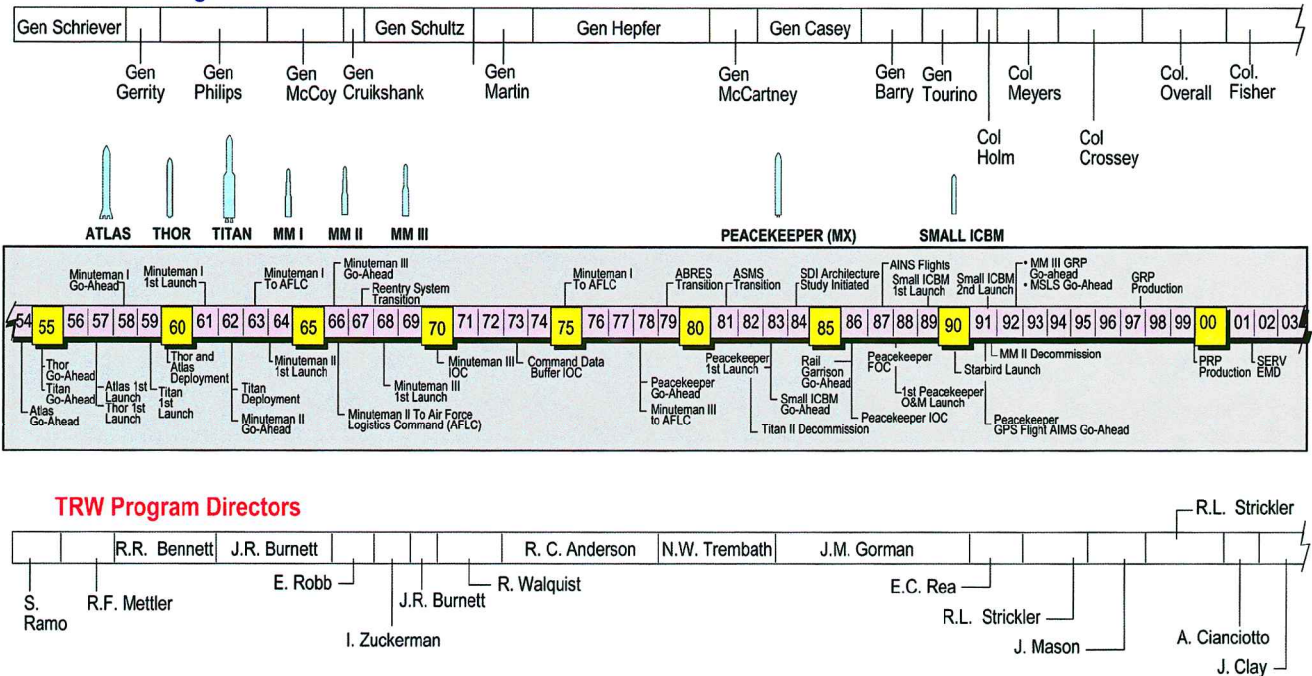 Gen Schriever
Gen Schultz
Gen Hepfer
Gen Casey
Gen
Gerrity
Gen
Philips
Gen
McCoy
Gen
Cruikshank
Gen
Martin
Gen
McCartney
Gen
Barry
Gen
Tourino
Col
Holm
Col
Meyers
Col
Crossey
Col.
Overall
Col.
Fisher
ATLAS
THOR
TITAN
MM I
MM II
MM III
PEACEKEEPER (MX)
SMALL ICBM
Minuteman I
Go-Ahead
Minuteman I
1st Launch
Minuteman I
To AFLC
Minuteman III
Go-Ahead
Reentry System
Transition
Minuteman I
To AFLC
ABRES
Transition
ASMS
Transition
SDI Architecture
Study Initiated
AINS Flights
Small ICBM
1st Launch
Small ICBM
2nd Launch
• MM III GRP
Go-ahead
• MSLS Go-Ahead
GRP
Production
54 55 56 57 58 59 60 61 62 63 64 65 66 67 68 69 70 71 72 73 74 75 76 77 78 79 80 81 82 83 84 85 86 87 88 89 90 91 92 93 94 95 96 97 98 99 00 01 02 03
Atlas
Go-Ahead
Thor
Go-Ahead
Titan
Go-Ahead
Atlas 1st
Launch
Thor 1st
Launch
Titan
1st
Launch
Thor and
Atlas
Deployment
Titan
Deployment
Minuteman II
Go-Ahead
Minuteman II
1st Launch
Minuteman II To Air Force
Logistics Command (AFLC)
Minuteman III
1st Launch
Minuteman III
IOC
Command Data
Buffer IOC
Peacekeeper
Go-Ahead
Minuteman III
to AFLC
Peacekeeper
1st Launch
Titan II Decommission
Small ICBM
Go-Ahead
Rail
Garrison
Go-Ahead
Peacekeeper IOC
Peacekeeper
FOC
1st Peacekeeper
O&M Launch
Starbird Launch
MM II Decommission
Peacekeeper
GPS Flight AIMS Go-Ahead
PRP
Production
SERV
EMD
TRW Program Directors
R.L. Strickler
R.R. Bennett
J.R. Burnett
R. C. Anderson
N.W. Trembath
J.M. Gorman
S.
Ramo
R.F. Mettler
E. Robb
I. Zuckerman
J.R. Burnett
R. Walquist
E.C. Rea
R.L. Strickler
J. Mason
A. Cianciotto
J. Clay